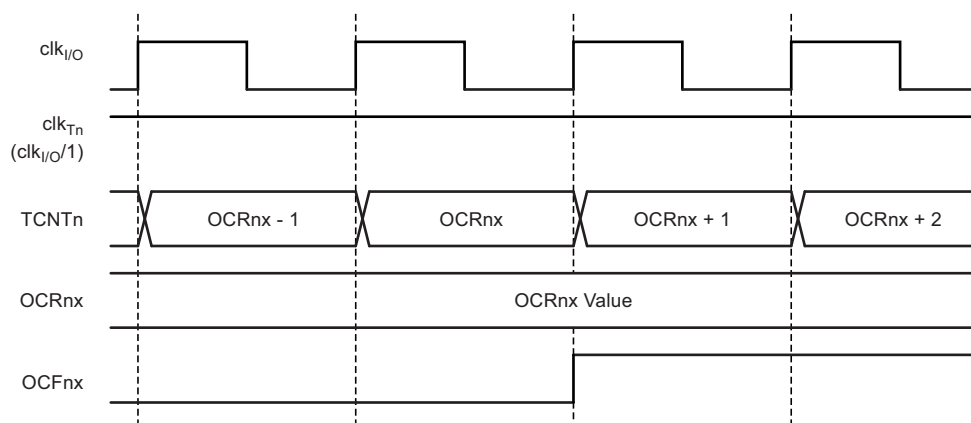 clkI/O
clkTn
(clkI/O/1)
TCNTn OCRnx - 1 OCRnx OCRnx + 1 OCRnx + 2
OCRnx OCRnx Value
OCFnx